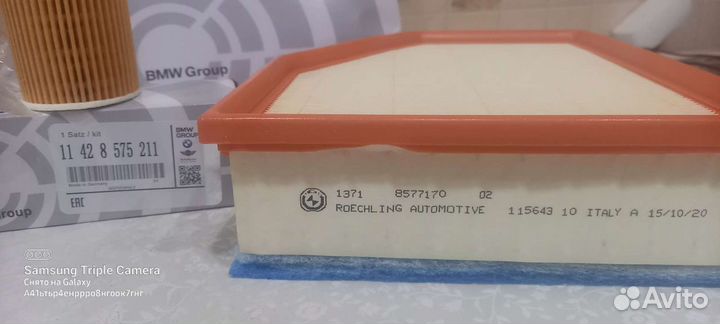 BMW Group
1 Satz / kit
11 42 8 575 211
BMW
GROUP
Made in Germany
EAC
1371 8577170 02
ROECHLING AUTOMOTIVE 115643 10 ITALY A 15/10/20
Samsung Triple Camera
Снято на Galaxy
Avito